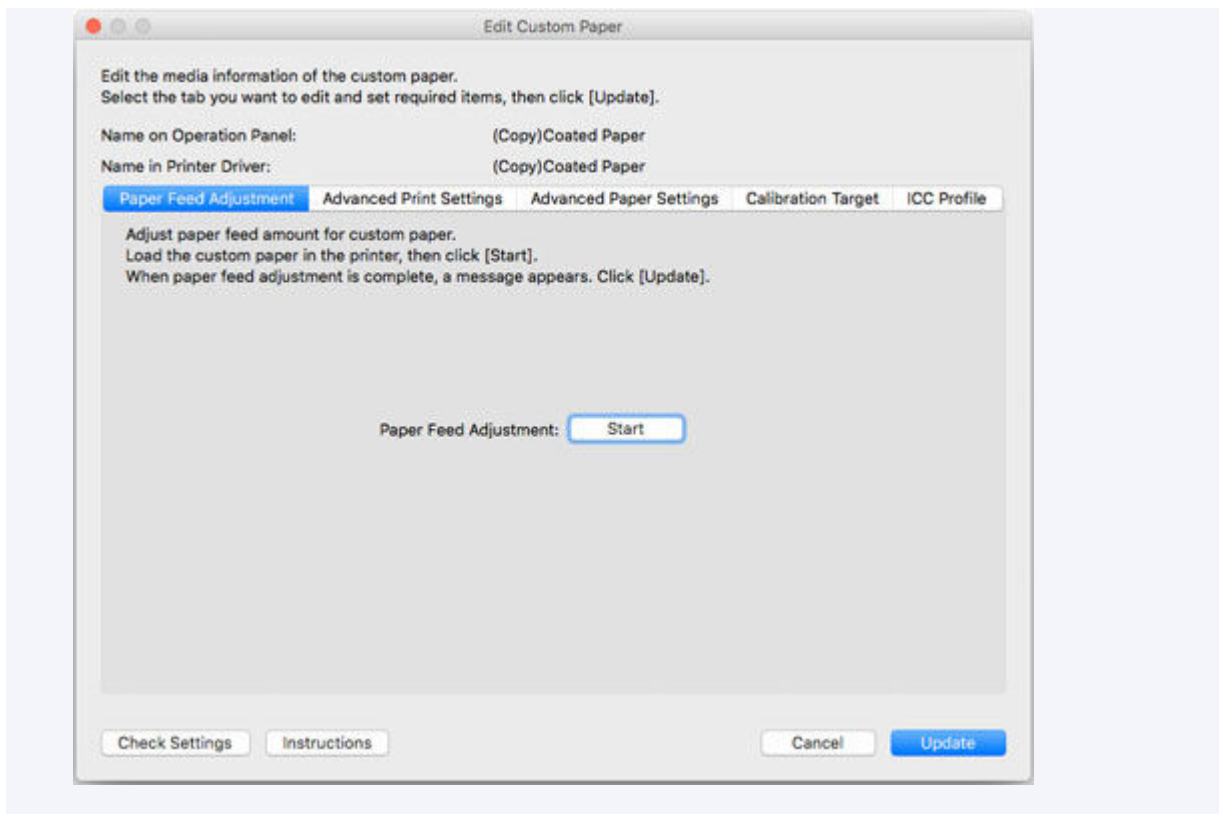 Edit Custom Paper
Edit the media information of the custom paper.
Select the tab you want to edit and set required items, then click [Update].
Name on Operation Panel: (Copy)Coated Paper
Name in Printer Driver: (Copy)Coated Paper
Paper Feed Adjustment Advanced Print Settings Advanced Paper Settings Calibration Target ICC Profile
Adjust paper feed amount for custom paper.
Load the custom paper in the printer, then click [Start].
When paper feed adjustment is complete, a message appears. Click [Update].
Paper Feed Adjustment: Start
Check Settings Instructions Cancel Update